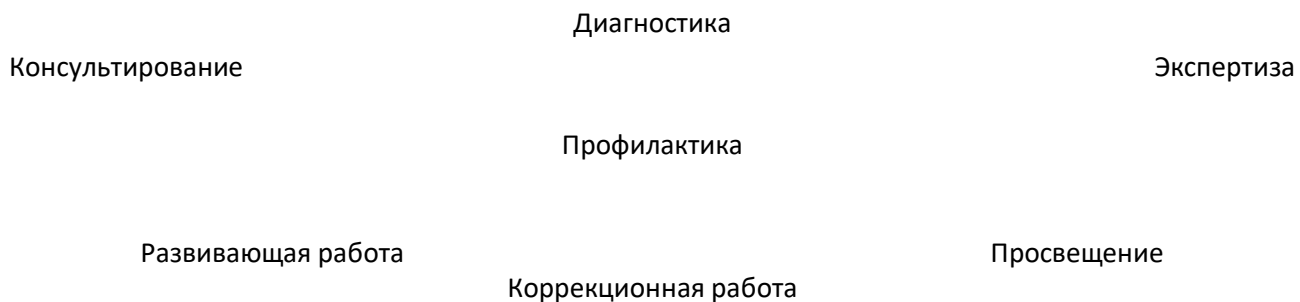 Диагностика
Консультирование
Экспертиза
Профилактика
Развивающая работа
Просвещение
Коррекционная работа